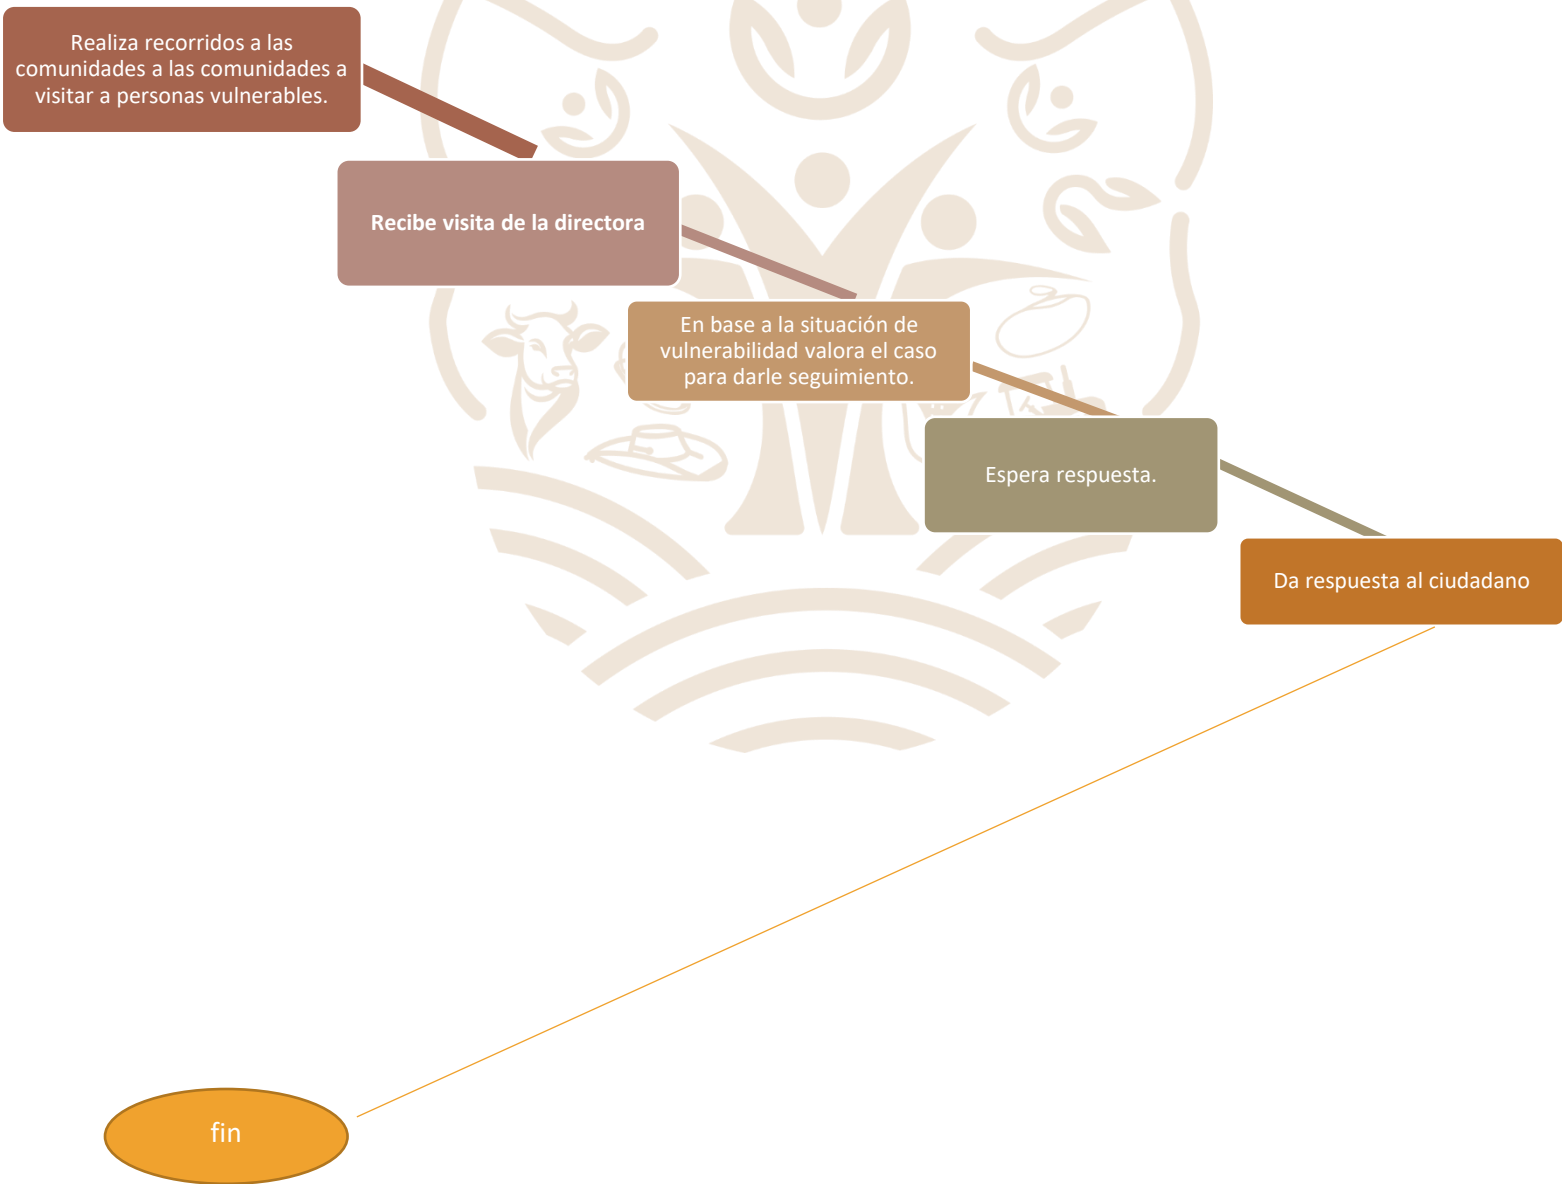 Realiza recorridos a las
comunidades a las comunidades a
visitar a personas vulnerables.
Recibe visita de la directora
En base a la situación de
vulnerabilidad valora el caso
para darle seguimiento.
Espera respuesta.
Da respuesta al ciudadano
fin